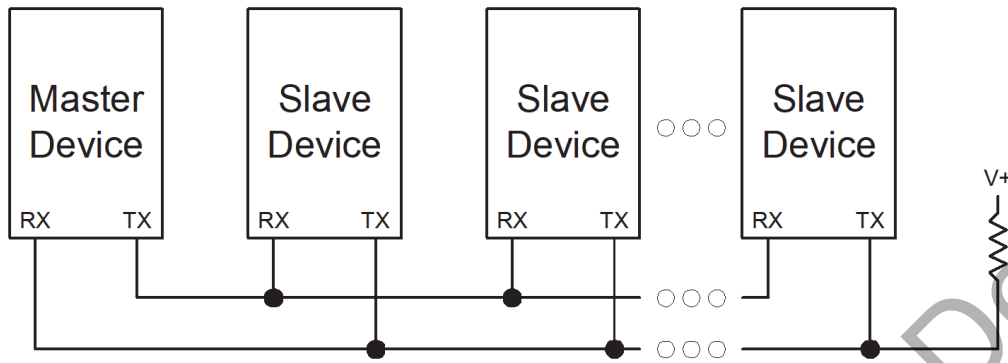 Master
Device
Slave
Device
Slave
Device
Slave
Device
V+
RX TX
RX TX
RX TX
RX TX